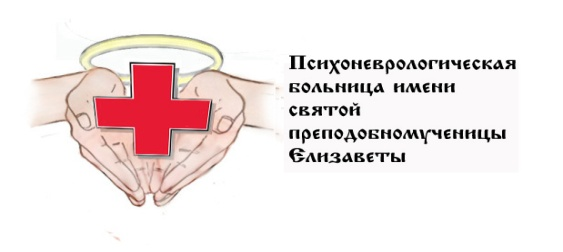 Психоневрологическая
больница имени
святой
преподобномученицы
Елизаветы